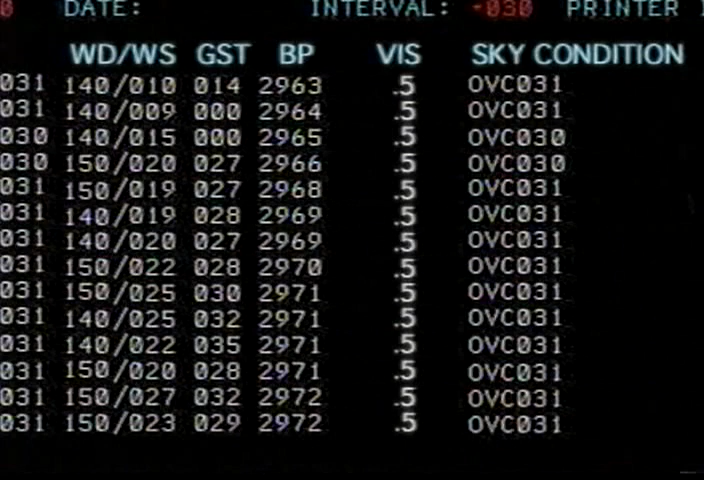 0 DATE: INTERVAL: -030 PRINTER
WD/WS GST BP VIS SKY CONDITION
031 140/010 014 2963 .5 OVC031
031 140/009 000 2964 .5 OVC031
030 140/015 000 2965 .5 OVC030
030 150/020 027 2966 .5 OVC030
031 150/019 027 2968 .5 OVC031
031 140/019 028 2969 .5 OVC031
031 140/020 027 2969 .5 OVC031
031 150/022 028 2970 .5 OVC031
031 150/025 030 2971 .5 OVC031
031 140/025 032 2971 .5 OVC031
031 140/022 035 2971 .5 OVC031
031 150/020 028 2971 .5 OVC031
031 150/027 032 2972 .5 OVC031
031 150/023 029 2972 .5 OVC031